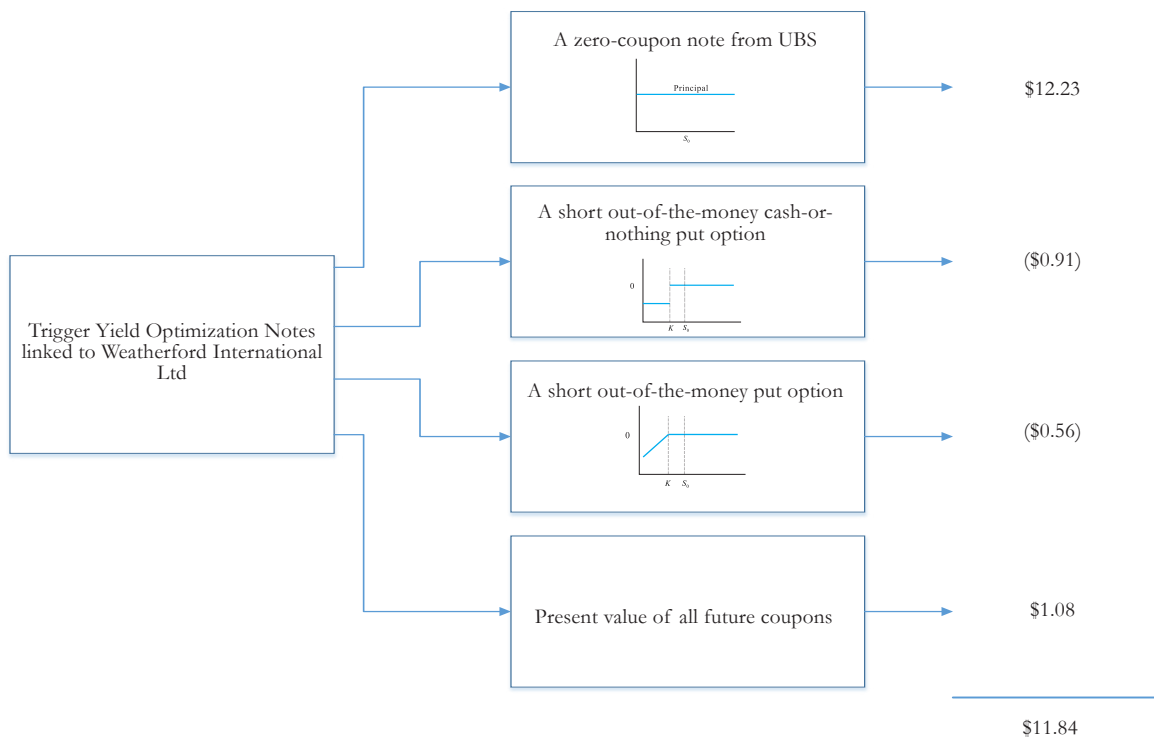 A zero-coupon note from UBS
Principal
S₀
$12.23
A short out-of-the-money cash-or-
nothing put option
0
K S₀
($0.91)
Trigger Yield Optimization Notes
linked to Weatherford International
Ltd
A short out-of-the-money put option
0
K S₀
($0.56)
Present value of all future coupons
$1.08
$11.84